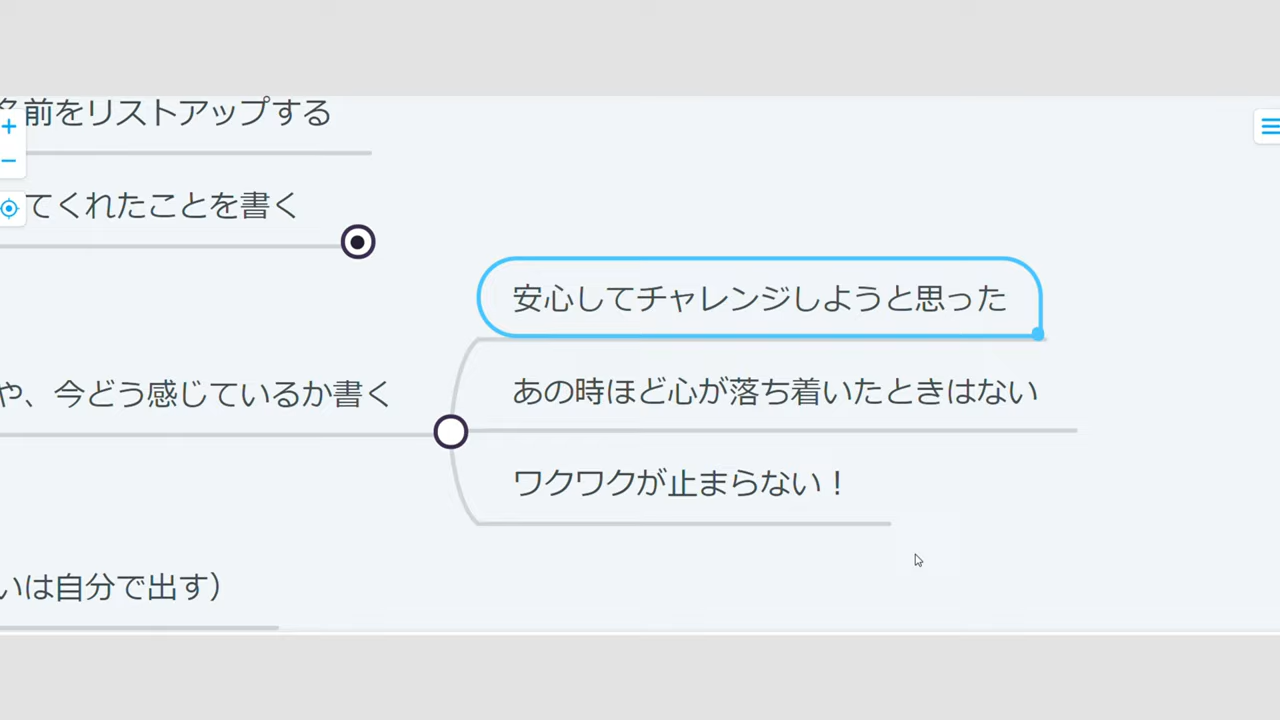 前をリストアップする
てくれたことを書く
安心してチャレンジしようと思った
や、今どう感じているか書く
あの時ほど心が落ち着いたときはない
ワクワクが止まらない！
いは自分で出す）